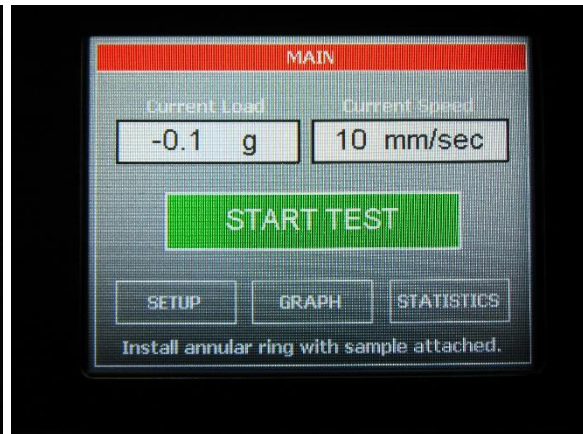 MAIN
Current Load Current Speed
-0.1 g 10 mm/sec
START TEST
SETUP GRAPH STATISTICS
Install annular ring with sample attached.